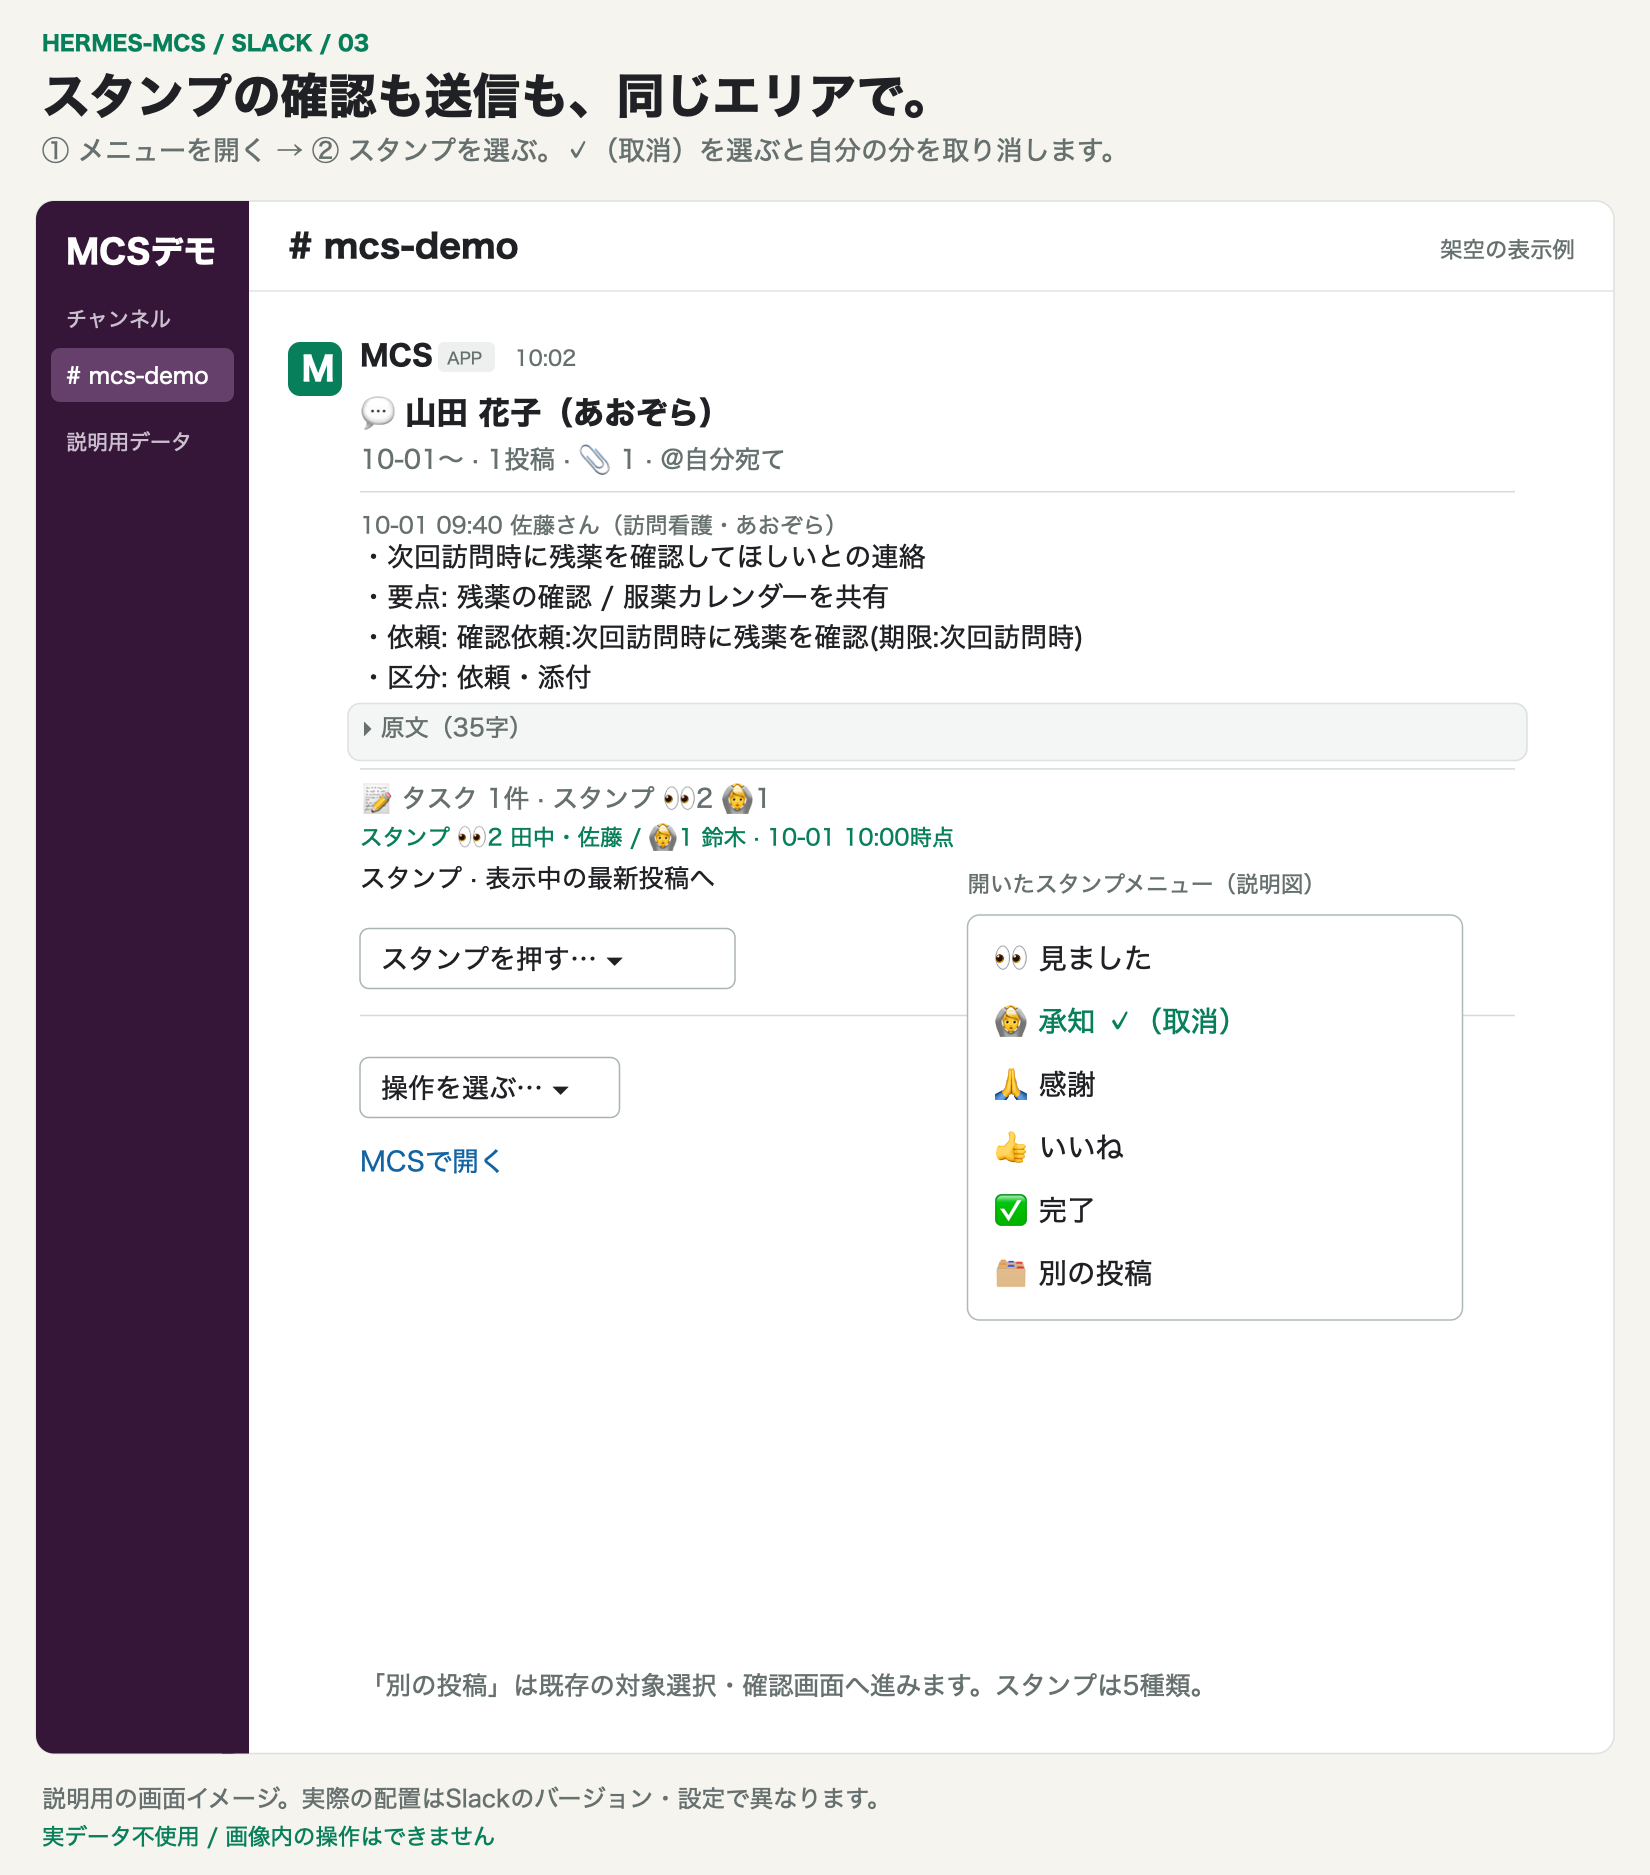 HERMES-MCS / SLACK / 03
スタンプの確認も送信も、同じエリアで。
① メニューを開く → ② スタンプを選ぶ。✓（取消）を選ぶと自分の分を取り消します。
MCSデモ
チャンネル
# mcs-demo
説明用データ
# mcs-demo
架空の表示例
M
MCS APP 10:02
💬 山田 花子（あおぞら）
10-01〜 · 1投稿 · 📎 1 · @自分宛て
10-01 09:40 佐藤さん（訪問看護・あおぞら）
・次回訪問時に残薬を確認してほしいとの連絡
・要点: 残薬の確認 / 服薬カレンダーを共有
・依頼: 確認依頼:次回訪問時に残薬を確認(期限:次回訪問時)
・区分: 依頼・添付
原文（35字）
📝 タスク 1件 · スタンプ 👀2 🙆1
スタンプ 👀2 田中・佐藤 / 🙆1 鈴木 · 10-01 10:00時点
スタンプ · 表示中の最新投稿へ
スタンプを押す…
操作を選ぶ…
MCSで開く
開いたスタンプメニュー（説明図）
👀 見ました
🙆 承知 ✓（取消）
🙏 感謝
👍 いいね
✅ 完了
🗂️ 別の投稿
「別の投稿」は既存の対象選択・確認画面へ進みます。スタンプは5種類。
説明用の画面イメージ。実際の配置はSlackのバージョン・設定で異なります。
実データ不使用 / 画像内の操作はできません